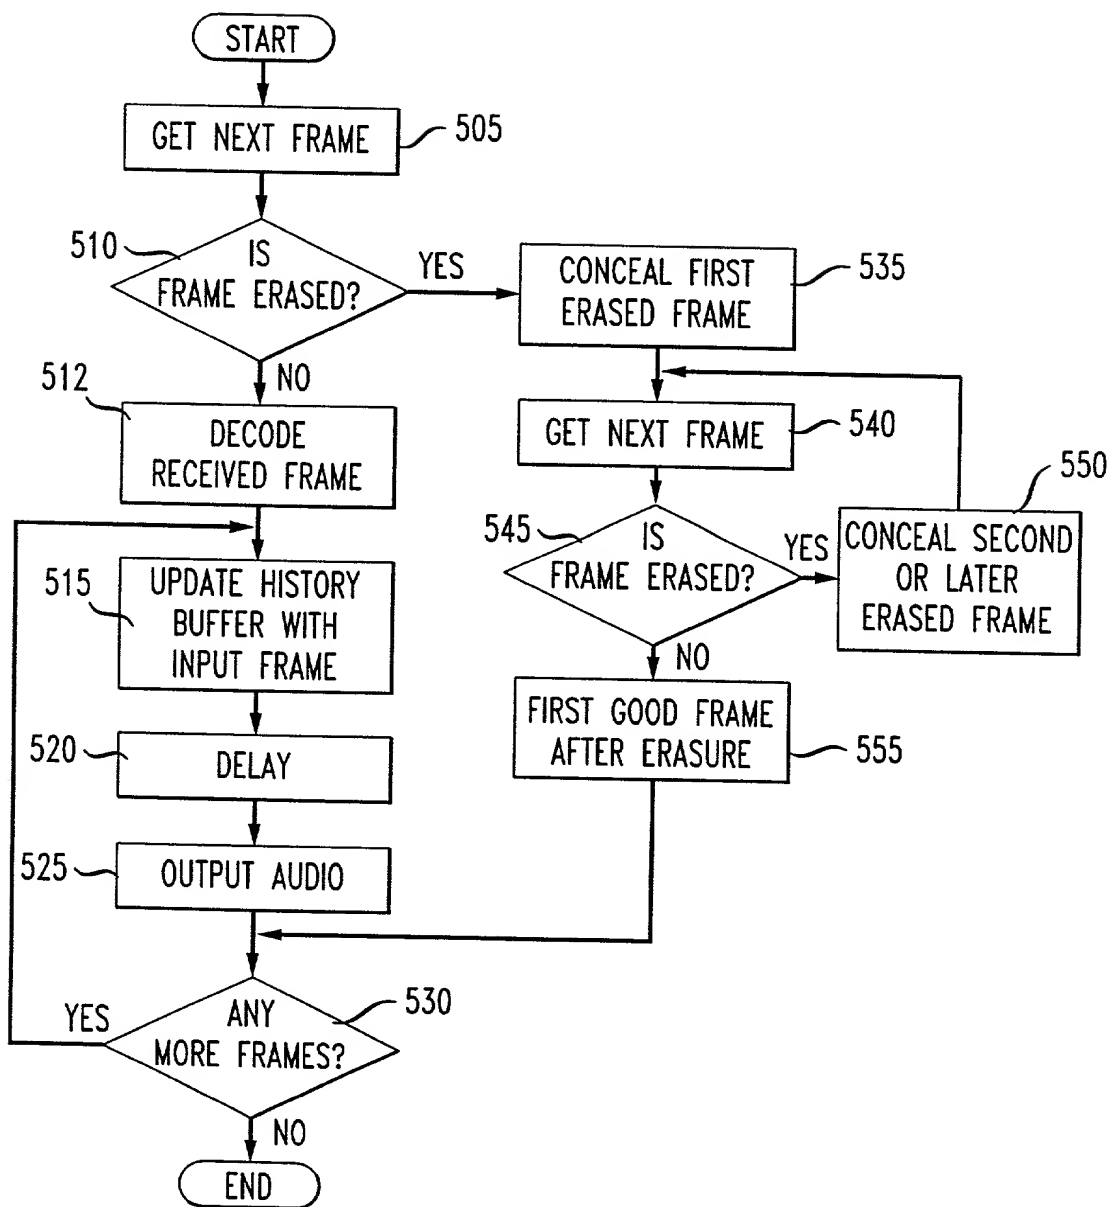 START
GET NEXT FRAME
505
510
IS
FRAME ERASED?
YES
NO
CONCEAL FIRST
ERASED FRAME
535
512
DECODE
RECEIVED FRAME
GET NEXT FRAME
540
545
IS
FRAME ERASED?
YES
NO
550
CONCEAL SECOND
OR LATER
ERASED FRAME
515
UPDATE HISTORY
BUFFER WITH
INPUT FRAME
FIRST GOOD FRAME
AFTER ERASURE
555
520
DELAY
525
OUTPUT AUDIO
530
ANY
MORE FRAMES?
YES
NO
END